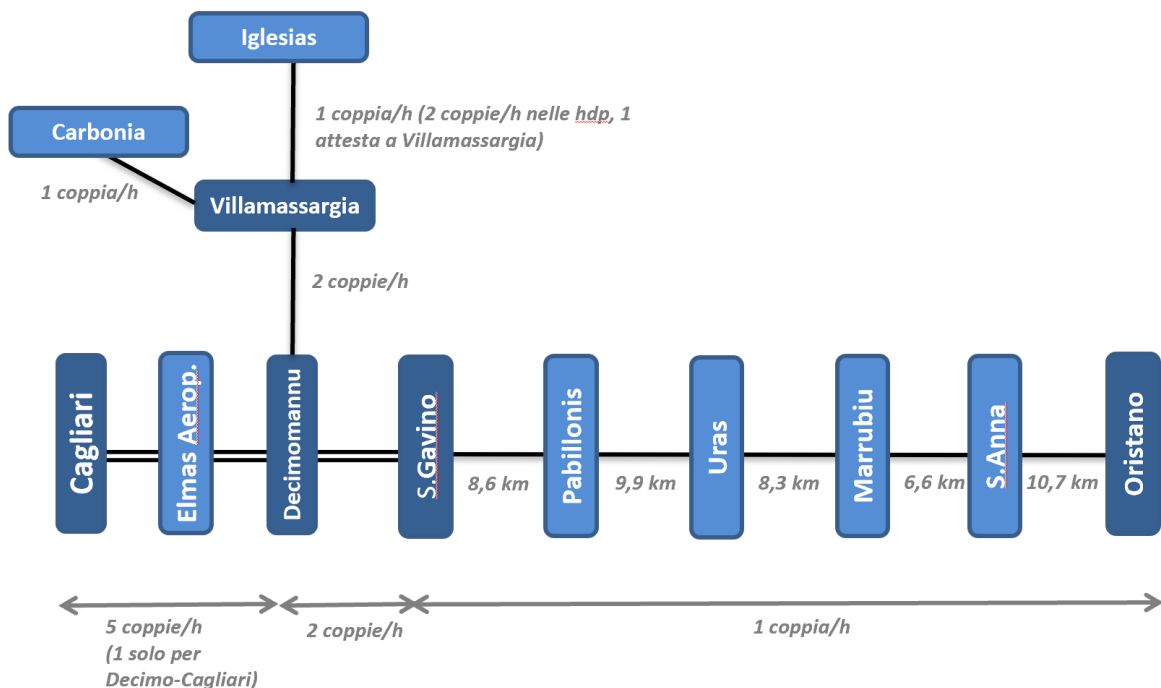 Iglesias
1 coppia/h (2 coppie/h nelle hdp, 1
attesta a Villamassargia)
Carbonia
1 coppia/h
Villamassargia
2 coppie/h
Cagliari
Elmas Aerop.
Decimomannu
S.Gavino
Pabillonis
Uras
Marrubiu
S.Anna
Oristano
8,6 km
9,9 km
8,3 km
6,6 km
10,7 km
5 coppie/h
(1 solo per
Decimo-Cagliari)
2 coppie/h
1 coppia/h